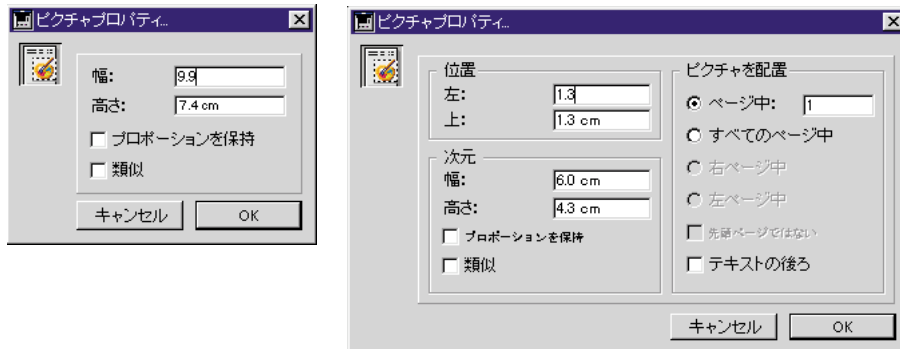 ピクチャプロパティ...
幅: 9.9
高さ: 7.4 cm
プロポーションを保持
類似
キャンセル OK
ピクチャプロパティ...
位置
左: 1.3
上: 1.3 cm
次元
幅: 6.0 cm
高さ: 4.3 cm
プロポーションを保持
類似
ピクチャを配置
ページ中: 1
すべてのページ中
右ページ中
左ページ中
先頭ページではない
テキストの後ろ
キャンセル OK